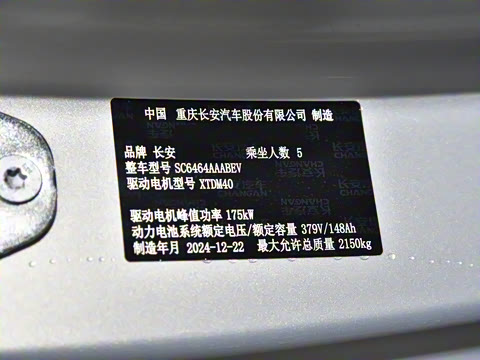 中国 重庆长安汽车股份有限公司 制造
品牌 长安 乘坐人数 5
整车型号 SC6464AAABEV
驱动电机型号 XTDM40
驱动电机峰值功率 175kW
动力电池系统额定电压/额定容量 379V/148Ah
制造年月 2024-12-22 最大允许总质量 2150kg